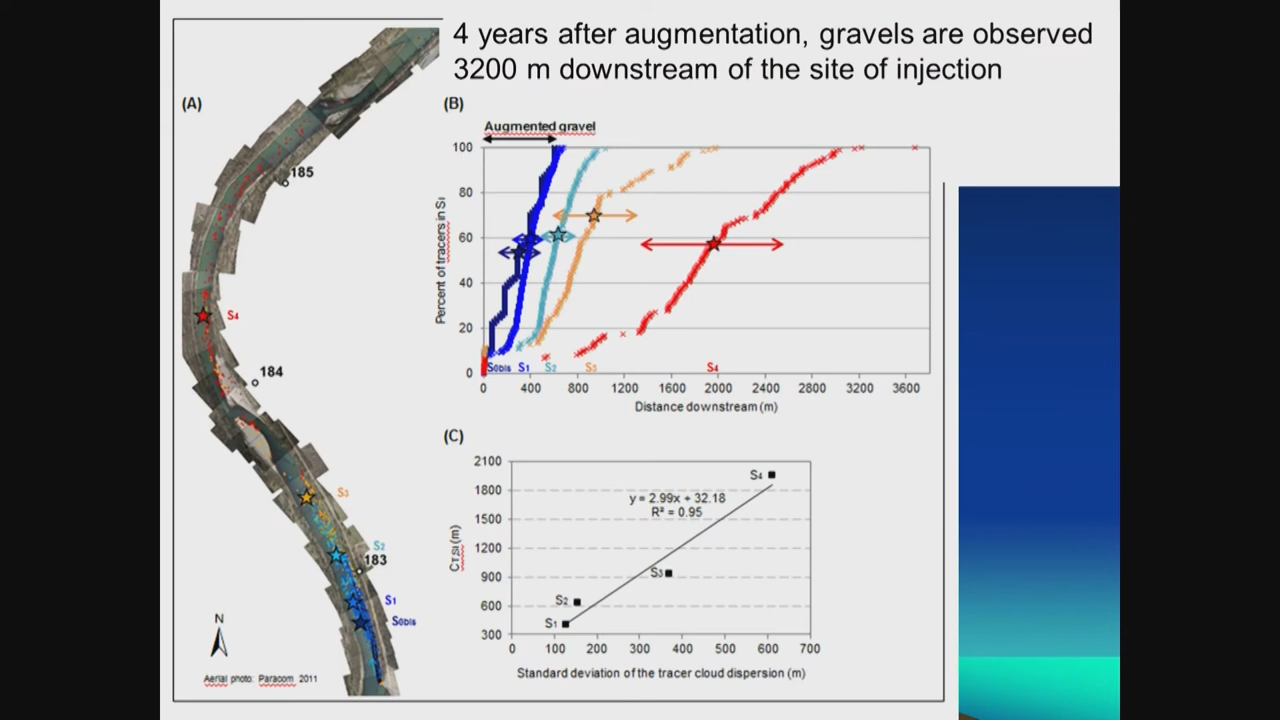 4 years after augmentation, gravels are observed
3200 m downstream of the site of injection
(A)
185
S4
184
S3
S2
183
S1
S0bis
N
Aerial photo: Paracom 2011
(B)
Augmented gravel
Percent of tracers in Si
100
80
60
40
20
0
S0bis S1 S2 S3 S4
0 400 800 1200 1600 2000 2400 2800 3200 3600
Distance downstream (m)
(C)
CT,Si (m)
2100
1800
1500
1200
900
600
300
y = 2.99x + 32.18
R² = 0.95
S4
S3
S2
S1
0 100 200 300 400 500 600 700
Standard deviation of the tracer cloud dispersion (m)